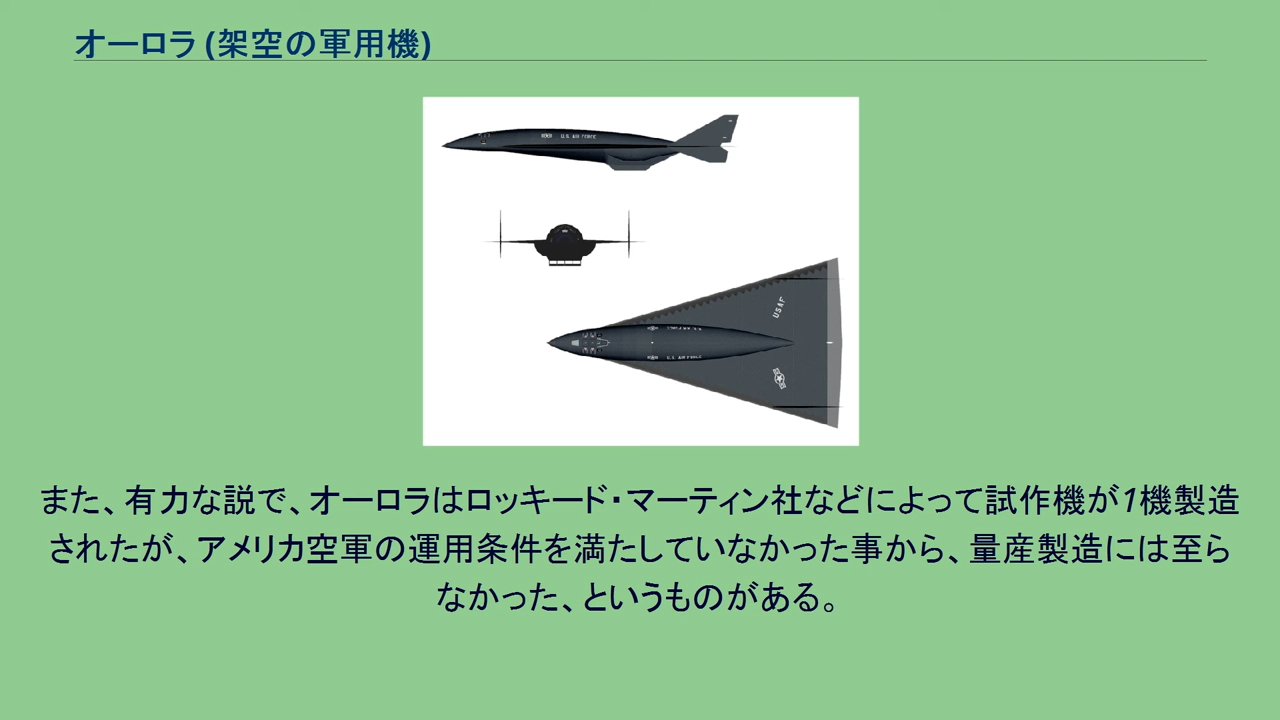 オーロラ (架空の軍用機)
U.S. AIR FORCE
USAF
U.S. AIR FORCE
また、有力な説で、オーロラはロッキード・マーティン社などによって試作機が1機製造
されたが、アメリカ空軍の運用条件を満たしていなかった事から、量産製造には至ら
なかった、というものがある。